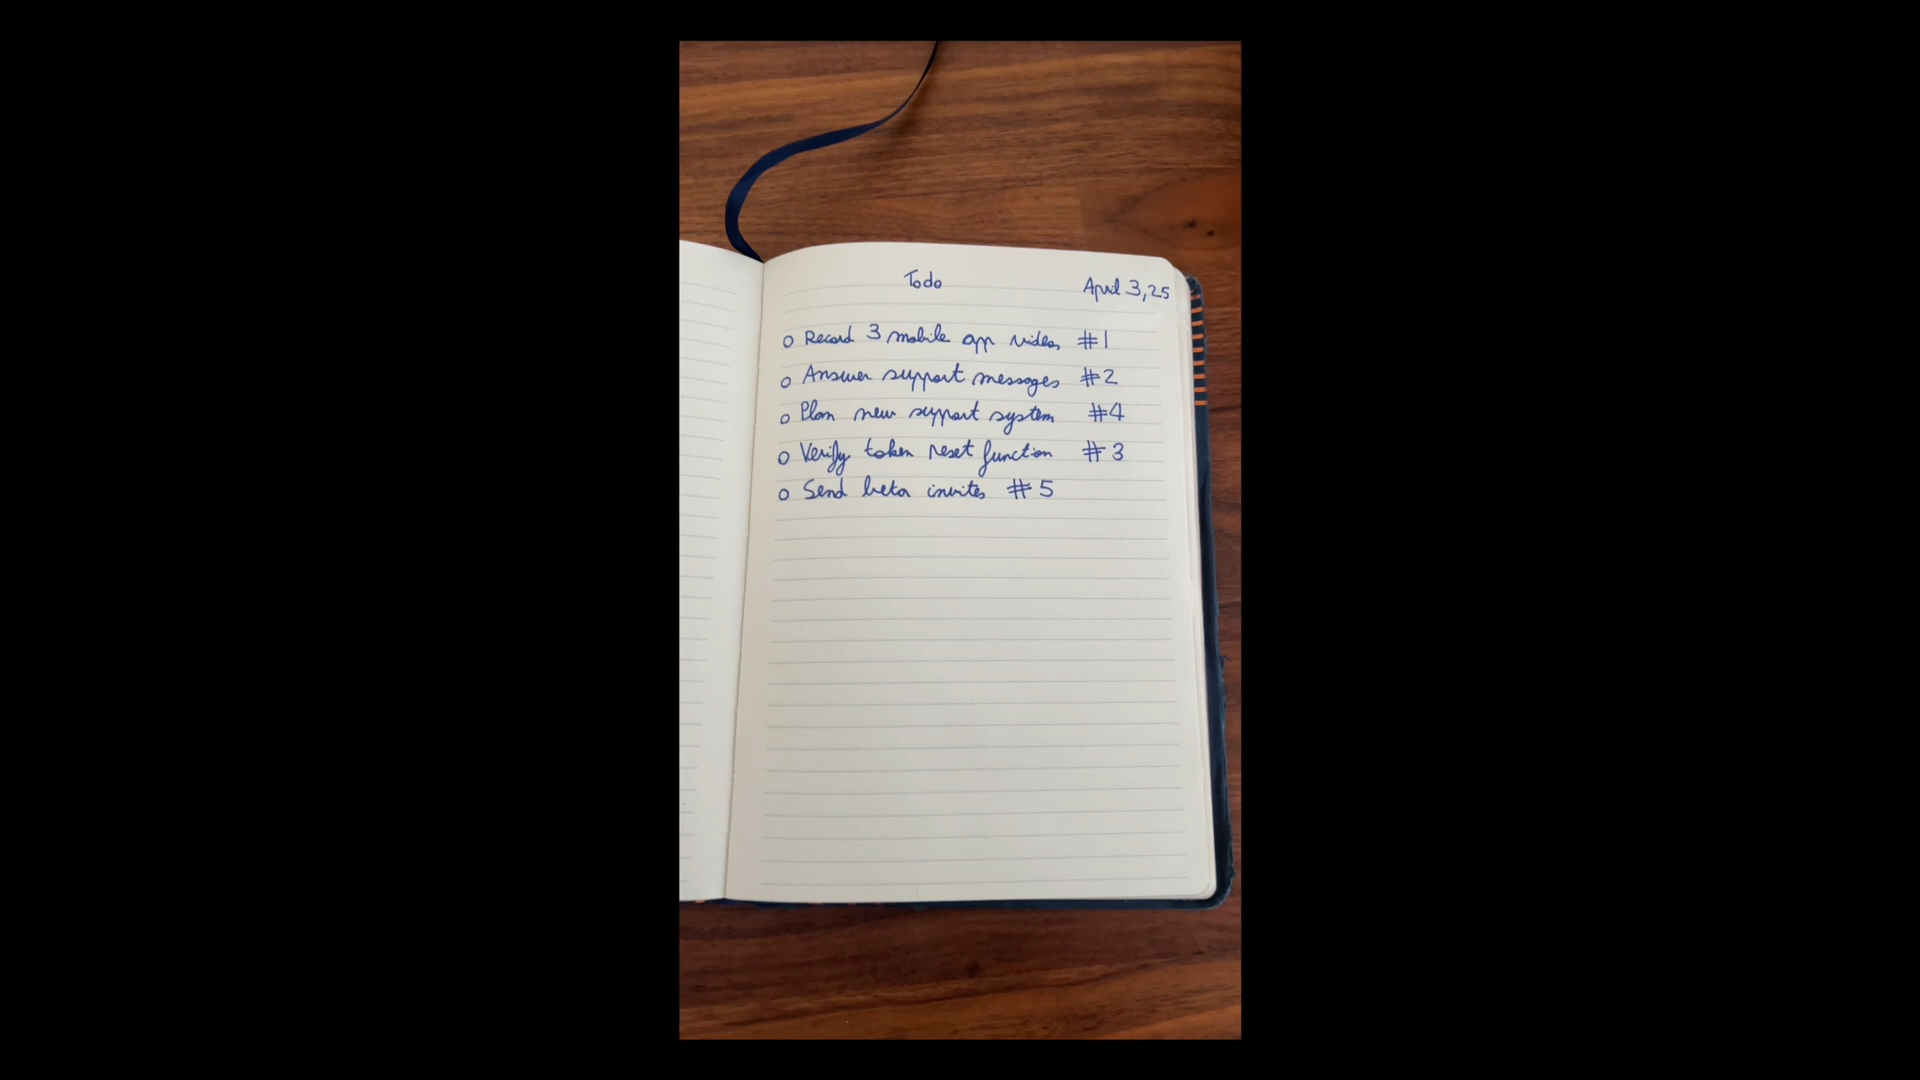 Todo
April 3, 25
o Record 3 mobile app videos #1
o Answer support messages #2
o Plan new support system #4
o Verify token reset function #3
o Send beta invites #5